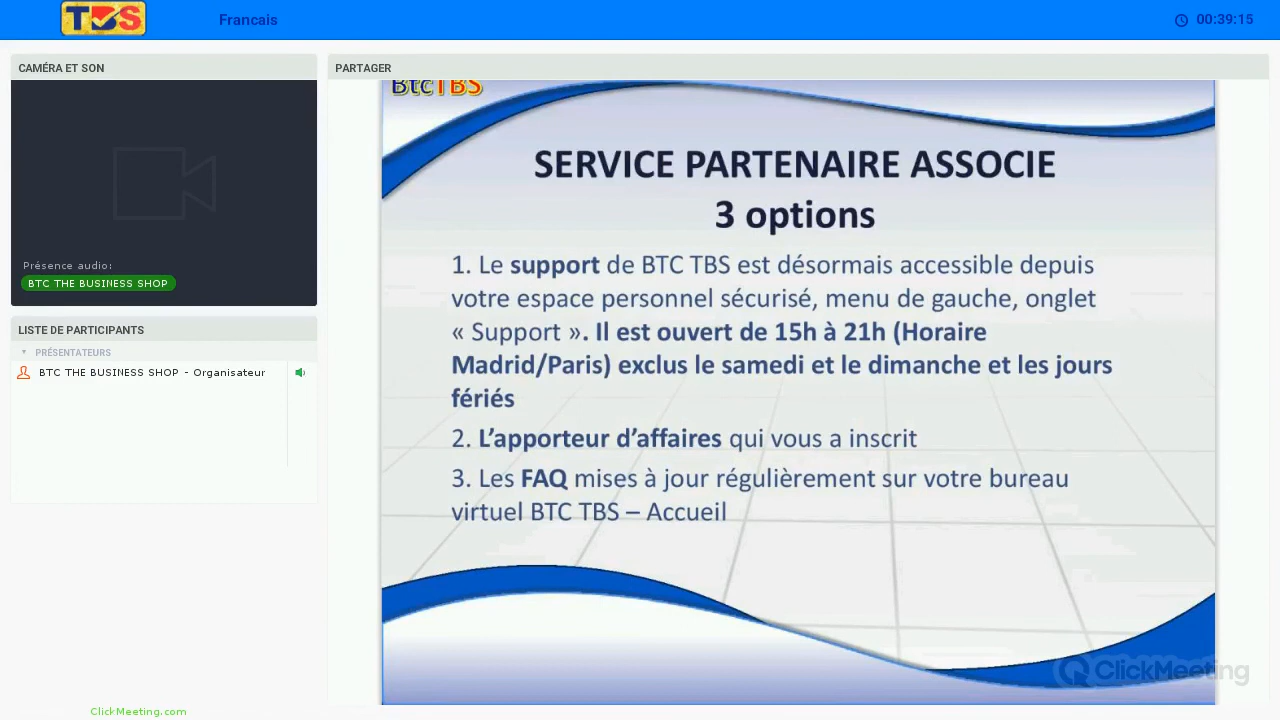 TBS
Francais
00:39:15
CAMÉRA ET SON
Présence audio:
BTC THE BUSINESS SHOP
LISTE DE PARTICIPANTS
PRÉSENTATEURS
BTC THE BUSINESS SHOP - Organisateur
PARTAGER
BtcTBS
SERVICE PARTENAIRE ASSOCIE
3 options
1. Le support de BTC TBS est désormais accessible depuis
votre espace personnel sécurisé, menu de gauche, onglet
« Support ». Il est ouvert de 15h à 21h (Horaire
Madrid/Paris) exclus le samedi et le dimanche et les jours
fériés
2. L’apporteur d’affaires qui vous a inscrit
3. Les FAQ mises à jour régulièrement sur votre bureau
virtuel BTC TBS – Accueil
ClickMeeting
ClickMeeting.com